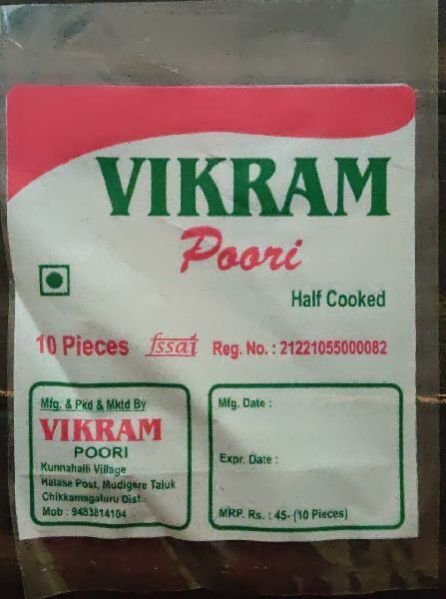 VIKRAM
Poori
Half Cooked
10 Pieces fssai Reg. No. : 21221055000082
Mfg. & Pkd & Mktd By
VIKRAM
POORI
Kunnahalli Village
Halase Post, Mudigere Taluk
Chikkamagaluru Dist
Mob : 9483814104
Mfg. Date :
Expr. Date :
MRP. Rs. : 45- (10 Pieces)